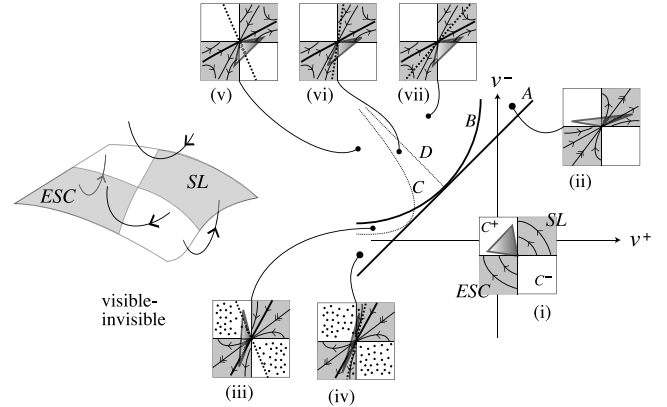 (v)
(vi)
(vii)
v⁻
A
B
(ii)
D
C
SL
ESC
v⁺
C⁺
SL
ESC
C⁻
(i)
visible-
invisible
(iii)
(iv)